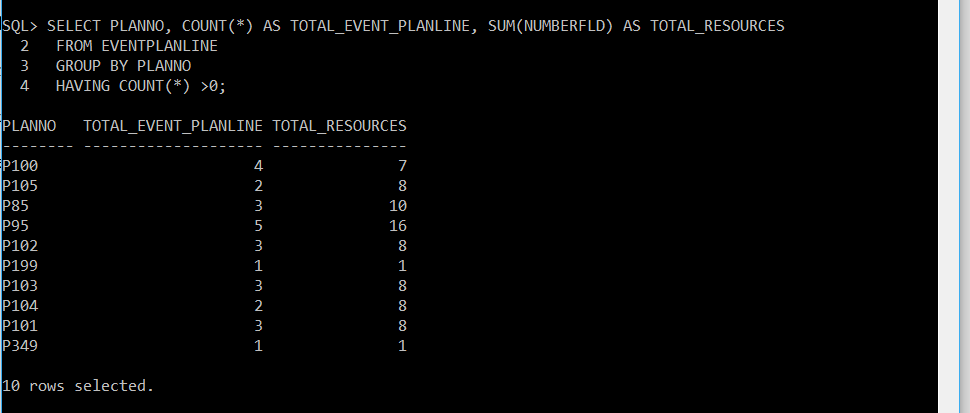 SQL> SELECT PLANNO, COUNT(*) AS TOTAL_EVENT_PLANLINE, SUM(NUMBERFLD) AS TOTAL_RESOURCES
  2   FROM EVENTPLANLINE
  3   GROUP BY PLANNO
  4   HAVING COUNT(*) >0;

PLANNO   TOTAL_EVENT_PLANLINE TOTAL_RESOURCES
-------- -------------------- ---------------
P100                        4               7
P105                        2               8
P85                         3              10
P95                         5              16
P102                        3               8
P199                        1               1
P103                        3               8
P104                        2               8
P101                        3               8
P349                        1               1

10 rows selected.